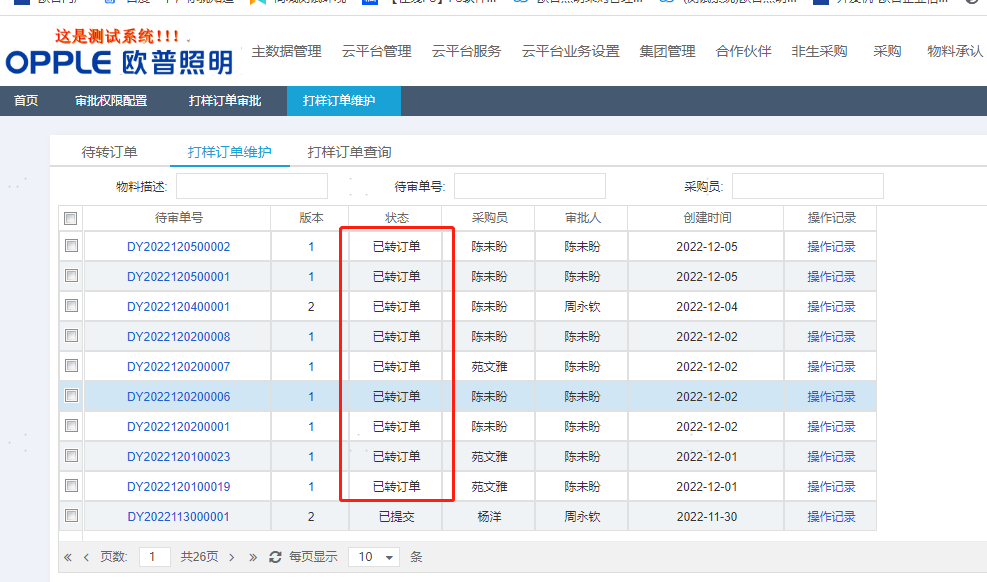 这是测试系统!!!
OPPLE 欧普照明 主数据管理 云平台管理 云平台服务 云平台业务设置 集团管理 合作伙伴 非生采购 采购 物料承认
首页 审批权限配置 打样订单审批 打样订单维护
待转订单 打样订单维护 打样订单查询
物料描述: 待审单号: 采购员:
待审单号 版本 状态 采购员 审批人 创建时间 操作记录
DY2022120500002 1 已转订单 陈未盼 陈未盼 2022-12-05 操作记录
DY2022120500001 1 已转订单 陈未盼 陈未盼 2022-12-05 操作记录
DY2022120400001 2 已转订单 陈未盼 周永钦 2022-12-04 操作记录
DY2022120200008 1 已转订单 陈未盼 陈未盼 2022-12-02 操作记录
DY2022120200007 1 已转订单 苑文雅 陈未盼 2022-12-02 操作记录
DY2022120200006 1 已转订单 陈未盼 陈未盼 2022-12-02 操作记录
DY2022120200001 1 已转订单 陈未盼 陈未盼 2022-12-02 操作记录
DY2022120100023 1 已转订单 苑文雅 陈未盼 2022-12-01 操作记录
DY2022120100019 1 已转订单 苑文雅 陈未盼 2022-12-01 操作记录
DY2022113000001 2 已提交 杨洋 周永钦 2022-11-30 操作记录
« ‹ 页数: 1 共26页 › » 每页显示 10 条